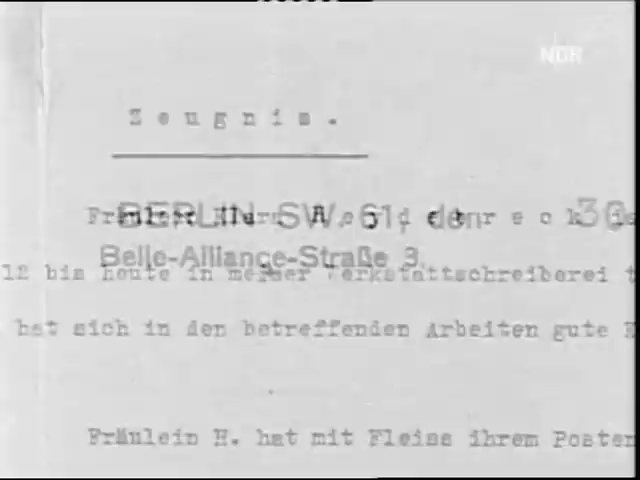 NDR
Zeugnis.
BERLIN SW. 61, den 30
Belle-Alliance-Straße 3.
12 bis heute in meiner Werkstattschreiberei
hat sich in den betreffenden Arbeiten gute
Fräulein H. hat mit Fleiss ihrem Posten